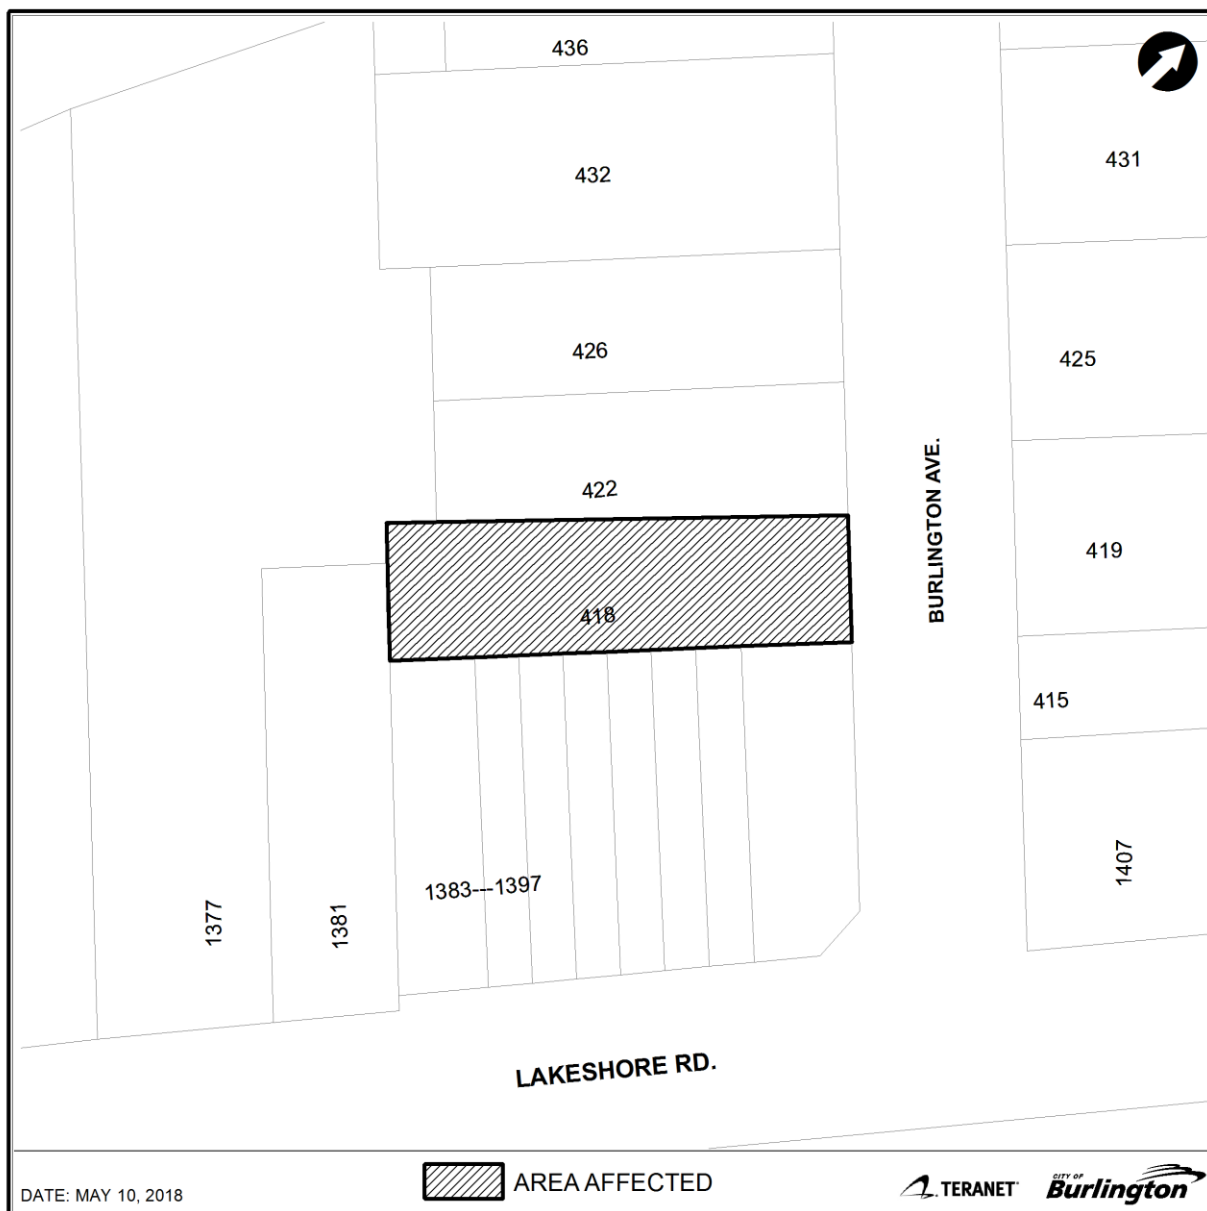 436
432
431
426
425
422
BURLINGTON AVE.
419
418
415
1383---1397
1407
1377
1381
LAKESHORE RD.
DATE: MAY 10, 2018
AREA AFFECTED
TERANET
CITY OF
Burlington